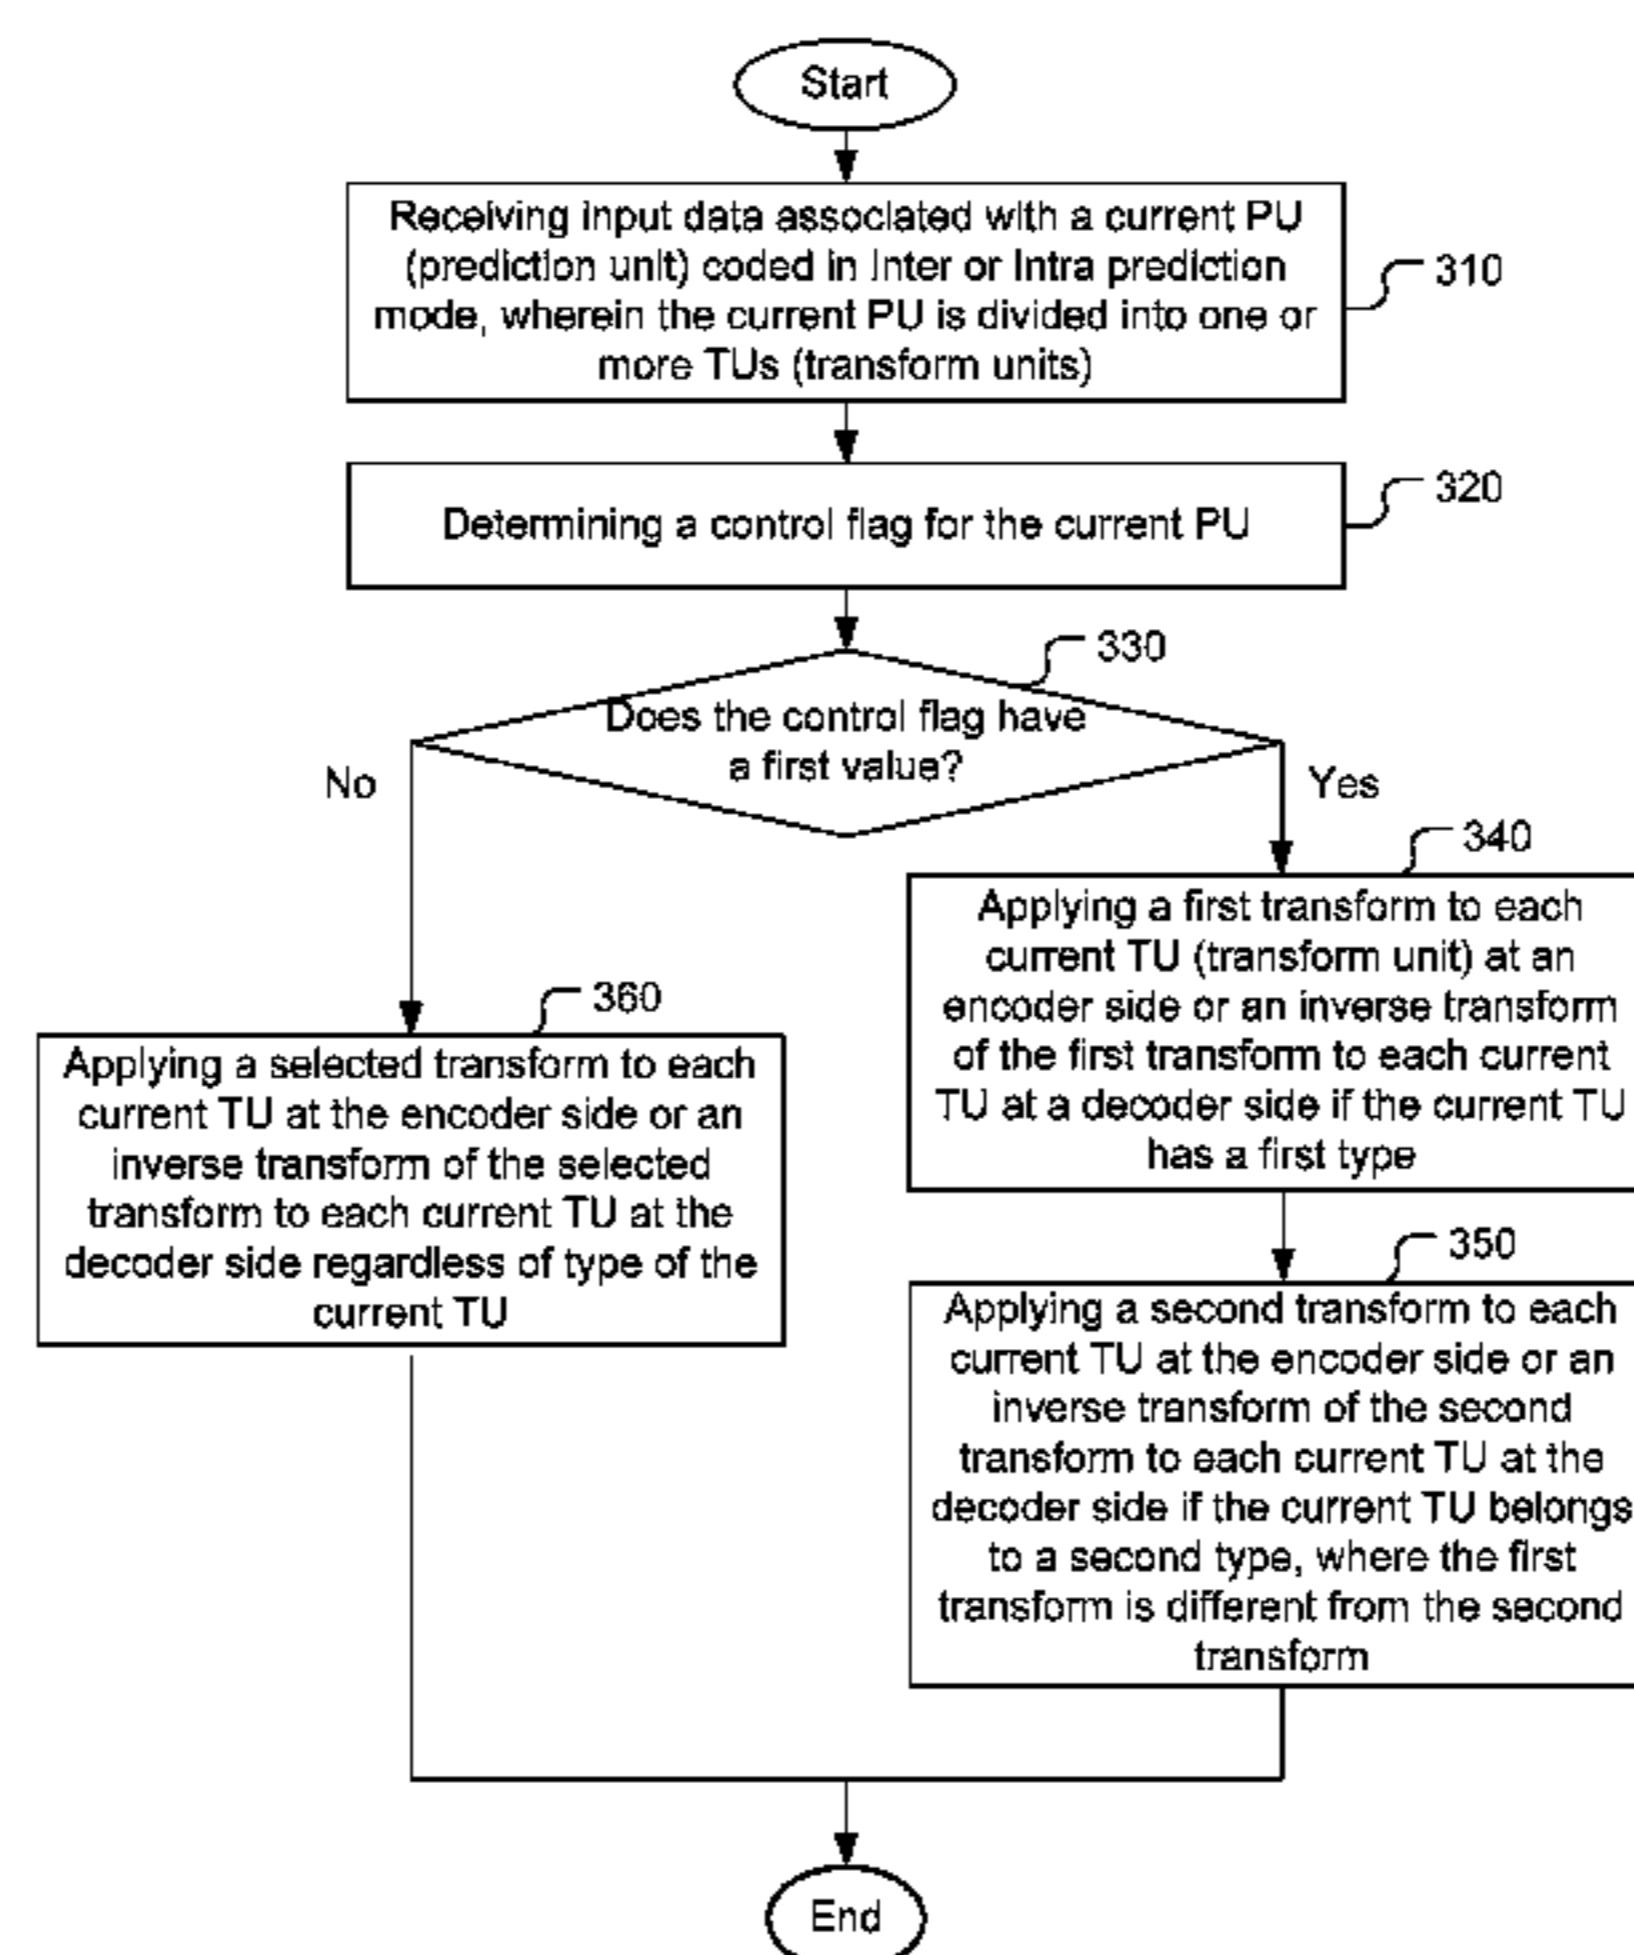 Start
Receiving input data associated with a current PU
(prediction unit) coded in Inter or Intra prediction
mode, wherein the current PU is divided into one or
more TUs (transform units)
310
Determining a control flag for the current PU
320
330
Does the control flag have
a first value?
No
Yes
340
Applying a first transform to each
current TU (transform unit) at an
encoder side or an inverse transform
of the first transform to each current
TU at a decoder side if the current TU
has a first type
360
Applying a selected transform to each
current TU at the encoder side or an
inverse transform of the selected
transform to each current TU at the
decoder side regardless of type of the
current TU
350
Applying a second transform to each
current TU at the encoder side or an
inverse transform of the second
transform to each current TU at the
decoder side if the current TU belongs
to a second type, where the first
transform is different from the second
transform
End